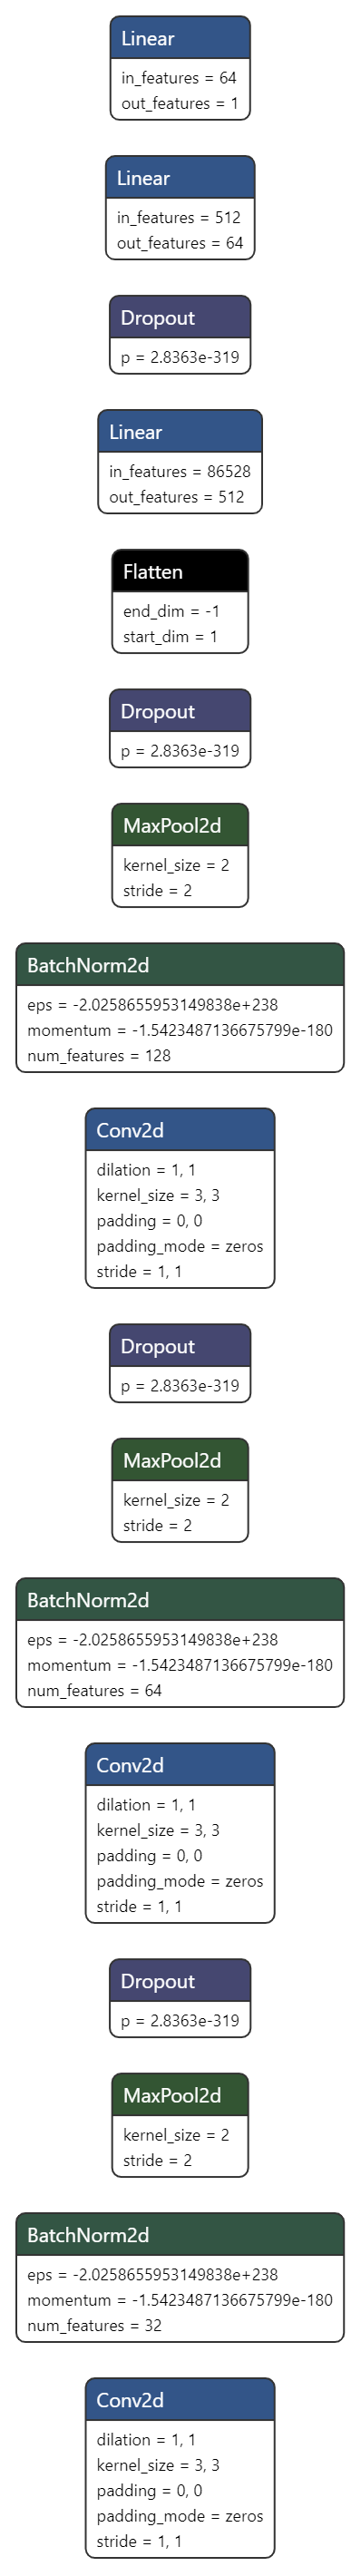 Linear
in_features = 64
out_features = 1
Linear
in_features = 512
out_features = 64
Dropout
p = 2.8363e-319
Linear
in_features = 86528
out_features = 512
Flatten
end_dim = -1
start_dim = 1
Dropout
p = 2.8363e-319
MaxPool2d
kernel_size = 2
stride = 2
BatchNorm2d
eps = -2.0258655953149838e+238
momentum = -1.5423487136675799e-180
num_features = 128
Conv2d
dilation = 1, 1
kernel_size = 3, 3
padding = 0, 0
padding_mode = zeros
stride = 1, 1
Dropout
p = 2.8363e-319
MaxPool2d
kernel_size = 2
stride = 2
BatchNorm2d
eps = -2.0258655953149838e+238
momentum = -1.5423487136675799e-180
num_features = 64
Conv2d
dilation = 1, 1
kernel_size = 3, 3
padding = 0, 0
padding_mode = zeros
stride = 1, 1
Dropout
p = 2.8363e-319
MaxPool2d
kernel_size = 2
stride = 2
BatchNorm2d
eps = -2.0258655953149838e+238
momentum = -1.5423487136675799e-180
num_features = 32
Conv2d
dilation = 1, 1
kernel_size = 3, 3
padding = 0, 0
padding_mode = zeros
stride = 1, 1